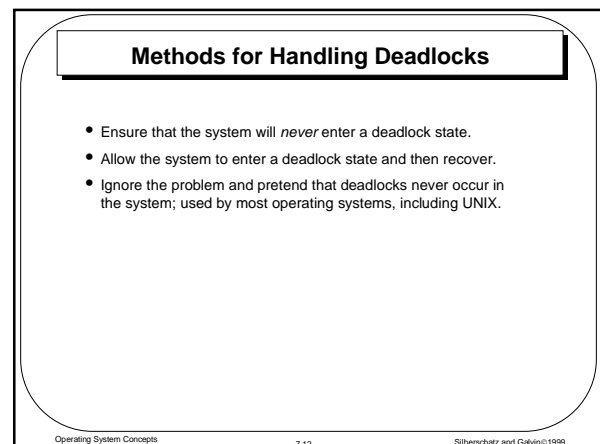 Methods for Handling Deadlocks
• Ensure that the system will never enter a deadlock state.
• Allow the system to enter a deadlock state and then recover.
• Ignore the problem and pretend that deadlocks never occur in
the system; used by most operating systems, including UNIX.
Operating System Concepts
7.12
Silberschatz and Galvin©1999